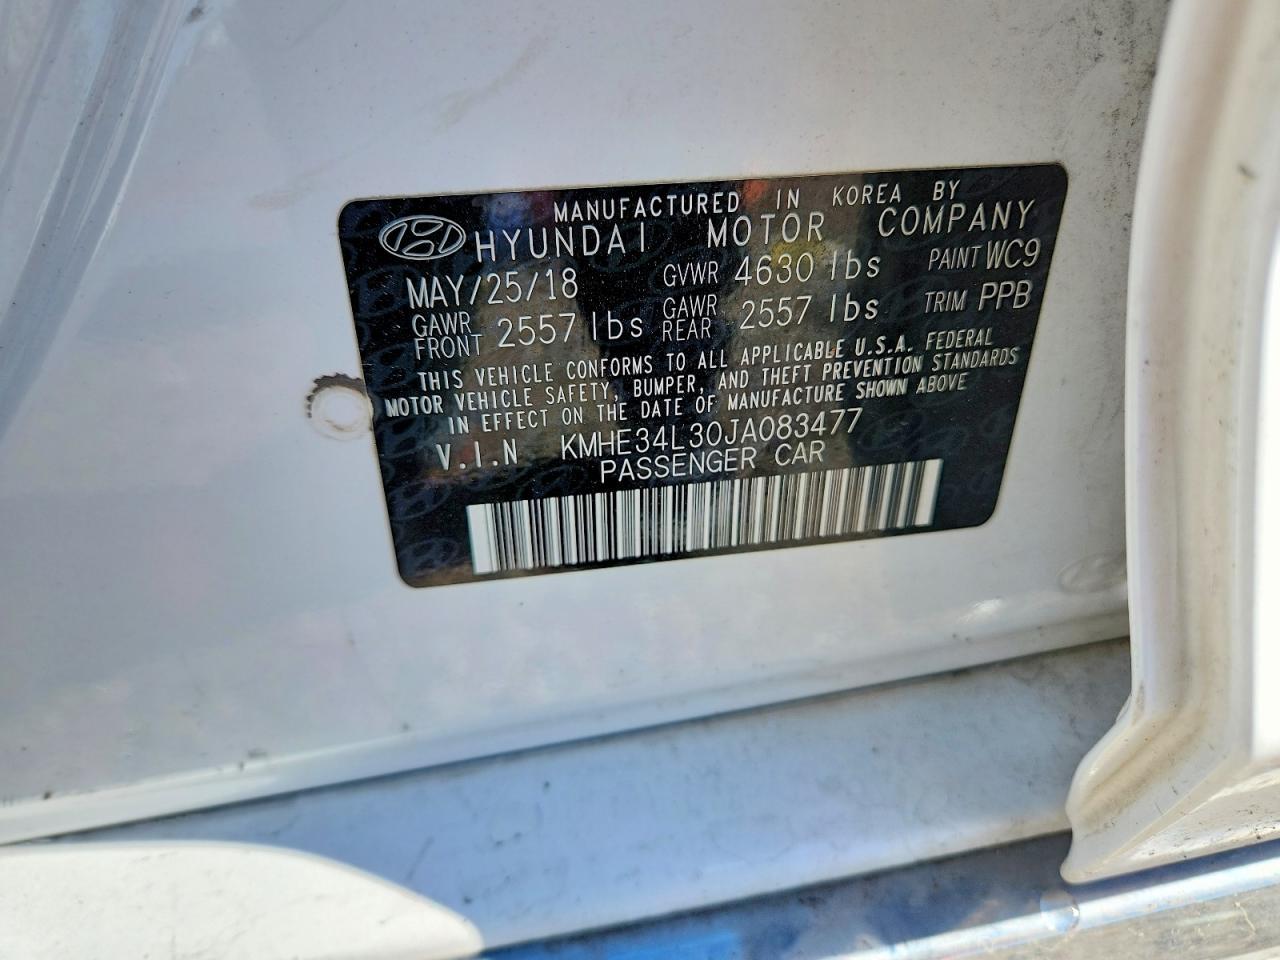 MANUFACTURED IN KOREA BY
HYUNDAI MOTOR COMPANY
MAY/25/18 GVWR 4630 lbs PAINT WC9
GAWR FRONT 2557 lbs GAWR REAR 2557 lbs TRIM PPB
THIS VEHICLE CONFORMS TO ALL APPLICABLE U.S.A. FEDERAL
MOTOR VEHICLE SAFETY, BUMPER, AND THEFT PREVENTION STANDARDS
IN EFFECT ON THE DATE OF MANUFACTURE SHOWN ABOVE
V.I.N KMHE34L30JA083477
PASSENGER CAR